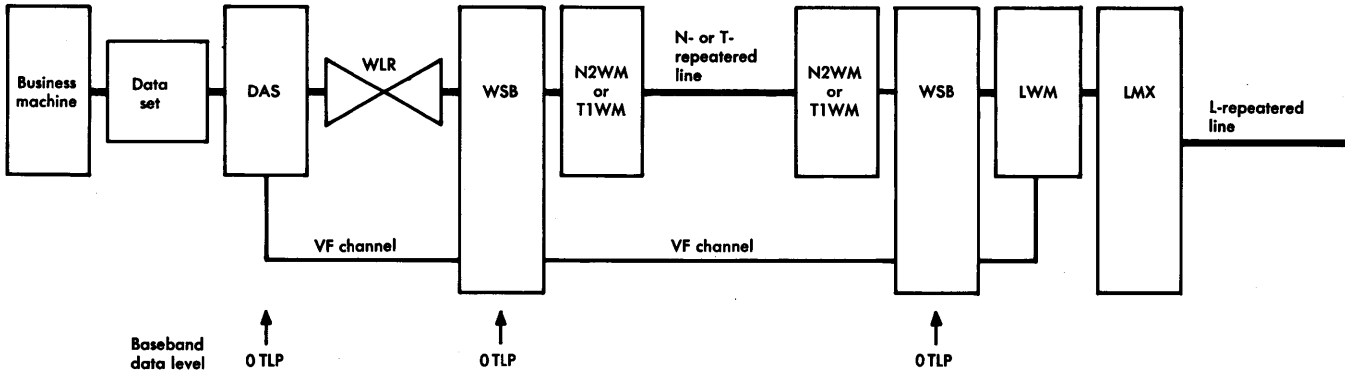 Business
machine
Data
set
DAS
WLR
WSB
N2WM
or
T1WM
N- or T-
repeatered
line
N2WM
or
T1WM
WSB
LWM
LMX
L-repeatered
line
VF channel
VF channel
Baseband
data level
0 TLP
0 TLP
0 TLP